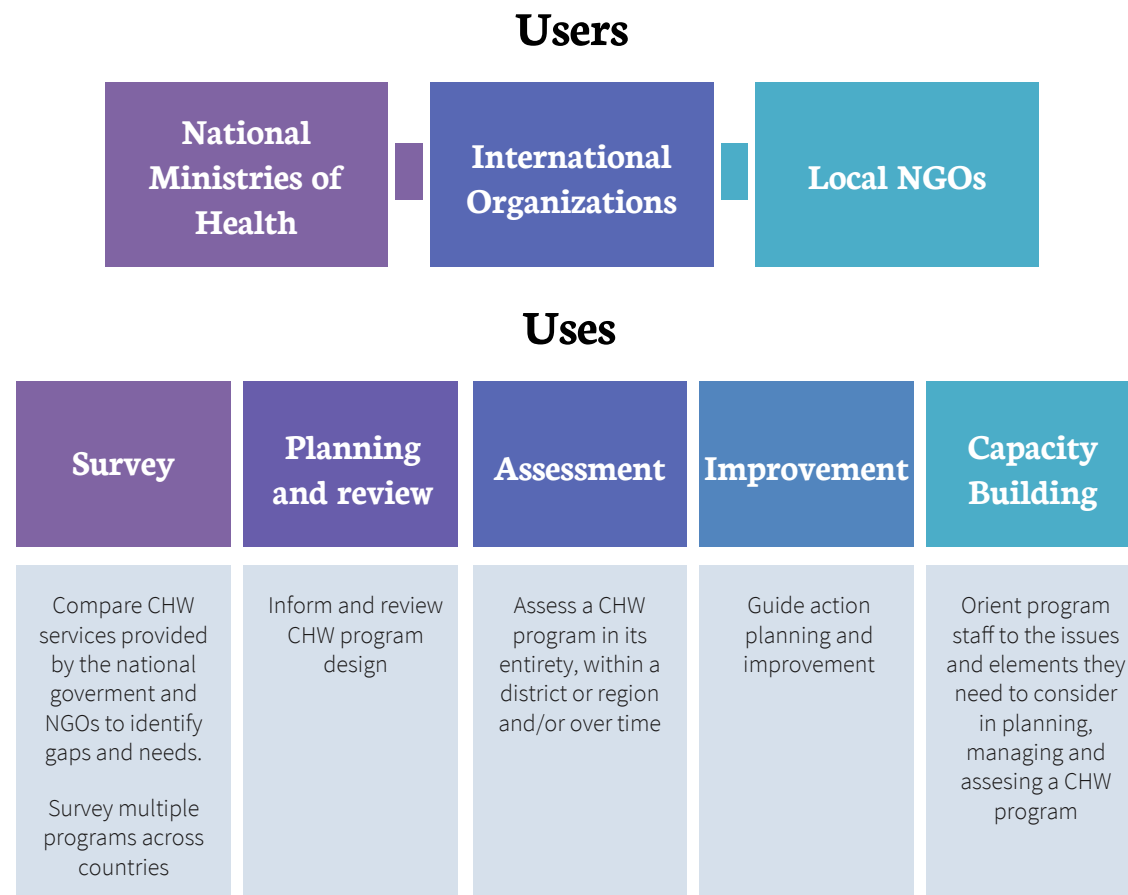 Users
National
Ministries of
Health
International
Organizations
Local NGOs
Uses
Survey
Planning
and review
Assessment
Improvement
Capacity
Building
Compare CHW
services provided
by the national
goverment and
NGOs to identify
gaps and needs.
Survey multiple
programs across
countries
Inform and review
CHW program
design
Assess a CHW
program in its
entirety, within a
district or region
and/or over time
Guide action
planning and
improvement
Orient program
staff to the issues
and elements they
need to consider
in planning,
managing and
assesing a CHW
program